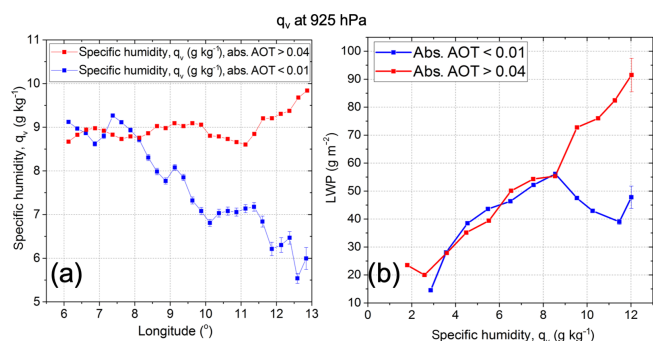 qᵥ at 925 hPa
Specific humidity, qᵥ (g kg⁻¹), abs. AOT > 0.04
Specific humidity, qᵥ (g kg⁻¹), abs. AOT < 0.01
Specific humidity, qᵥ (g kg⁻¹)
11
10
9
8
7
6
5
6 7 8 9 10 11 12 13
Longitude (°)
(a)
Abs. AOT < 0.01
Abs. AOT > 0.04
LWP (g m⁻²)
100
90
80
70
60
50
40
30
20
10
0 2 4 6 8 10 12
Specific humidity, qᵥ (g kg⁻¹)
(b)